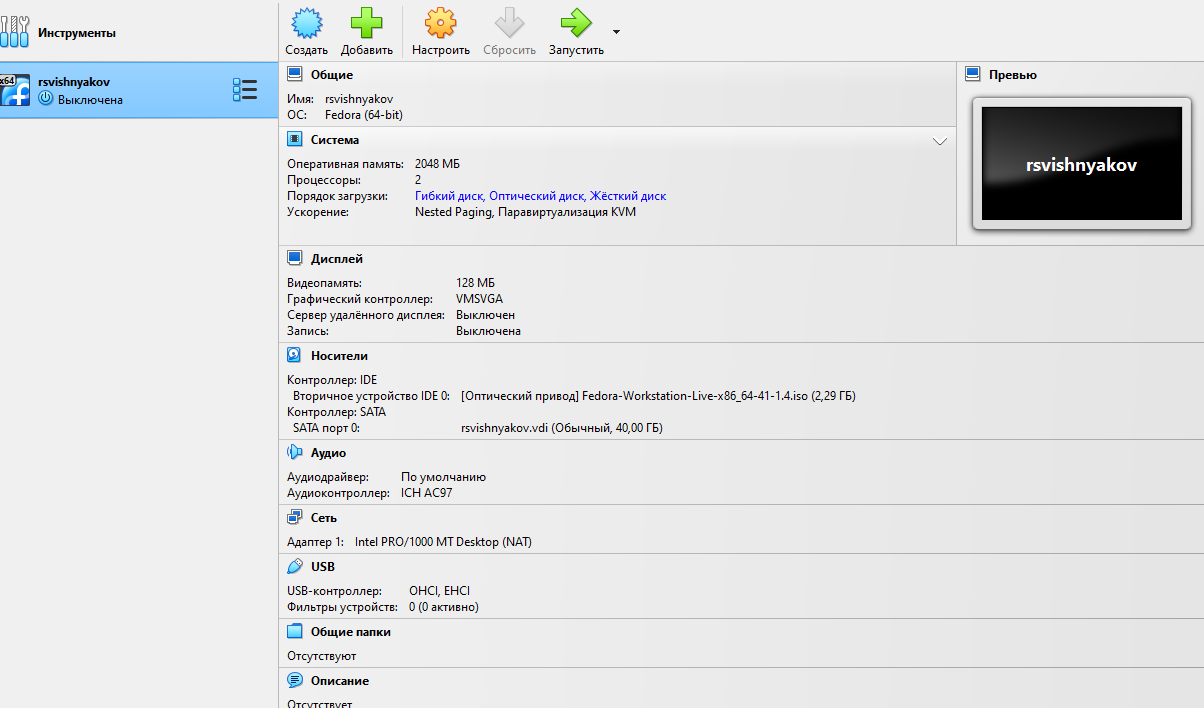 Инструменты
Создать Добавить Настроить Сбросить Запустить
x64
rsvishnyakov
Выключена
Общие
Имя: rsvishnyakov
ОС: Fedora (64-bit)
Превью
rsvishnyakov
Система
Оперативная память: 2048 МБ
Процессоры: 2
Порядок загрузки: Гибкий диск, Оптический диск, Жёсткий диск
Ускорение: Nested Paging, Паравиртуализация KVM
Дисплей
Видеопамять: 128 МБ
Графический контроллер: VMSVGA
Сервер удалённого дисплея: Выключен
Запись: Выключена
Носители
Контроллер: IDE
Вторичное устройство IDE 0: [Оптический привод] Fedora-Workstation-Live-x86_64-41-1.4.iso (2,29 ГБ)
Контроллер: SATA
SATA порт 0: rsvishnyakov.vdi (Обычный, 40,00 ГБ)
Аудио
Аудиодрайвер: По умолчанию
Аудиоконтроллер: ICH AC97
Сеть
Адаптер 1: Intel PRO/1000 MT Desktop (NAT)
USB
USB-контроллер: OHCI, EHCI
Фильтры устройств: 0 (0 активно)
Общие папки
Отсутствуют
Описание
Отсутствует